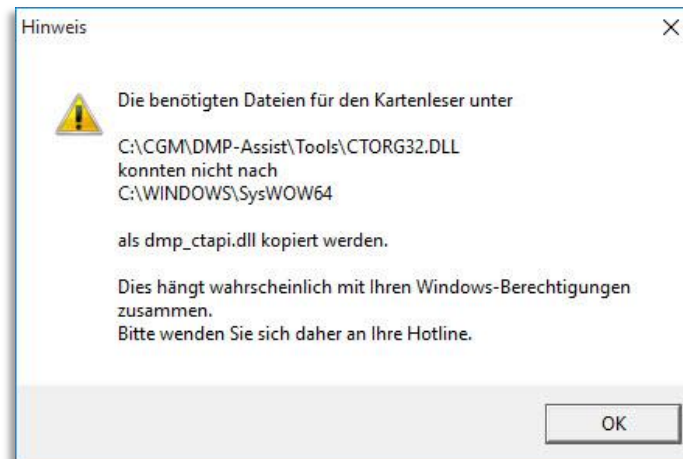 Hinweis
Die benötigten Dateien für den Kartenleser unter
C:\CGM\DMP-Assist\Tools\CTORG32.DLL
konnten nicht nach
C:\WINDOWS\SysWOW64
als dmp_ctapi.dll kopiert werden.
Dies hängt wahrscheinlich mit Ihren Windows-Berechtigungen
zusammen.
Bitte wenden Sie sich daher an Ihre Hotline.
OK